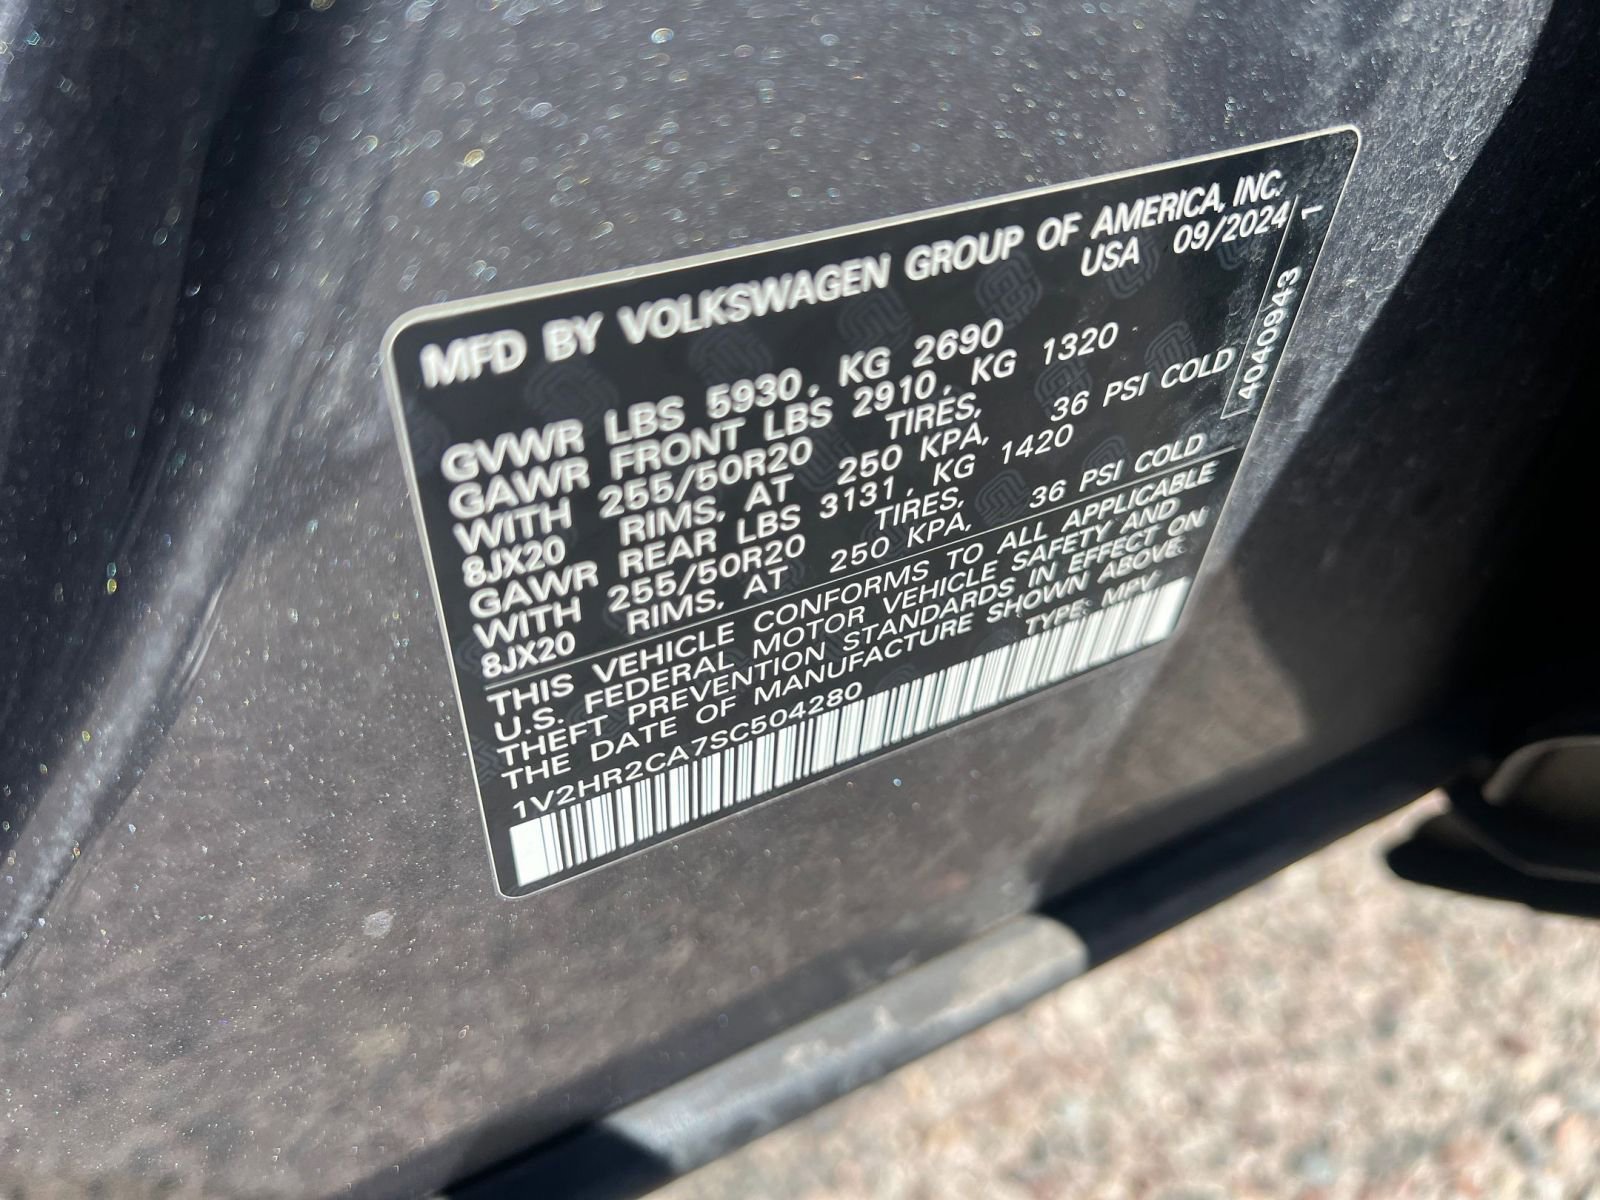 MFD BY VOLKSWAGEN GROUP OF AMERICA, INC.
USA 09/2024
GVWR LBS 5930, KG 2690
GAWR FRONT LBS 2910, KG 1320
WITH 255/50R20 TIRES,
8JX20 RIMS, AT 250 KPA, 36 PSI COLD
GAWR REAR LBS 3131, KG 1420
WITH 255/50R20 TIRES,
8JX20 RIMS, AT 250 KPA, 36 PSI COLD
THIS VEHICLE CONFORMS TO ALL APPLICABLE
U.S. FEDERAL MOTOR VEHICLE SAFETY AND
THEFT PREVENTION STANDARDS IN EFFECT ON
THE DATE OF MANUFACTURE SHOWN ABOVE.
1V2HR2CA7SC504280 TYPE: MPV
4040943 1